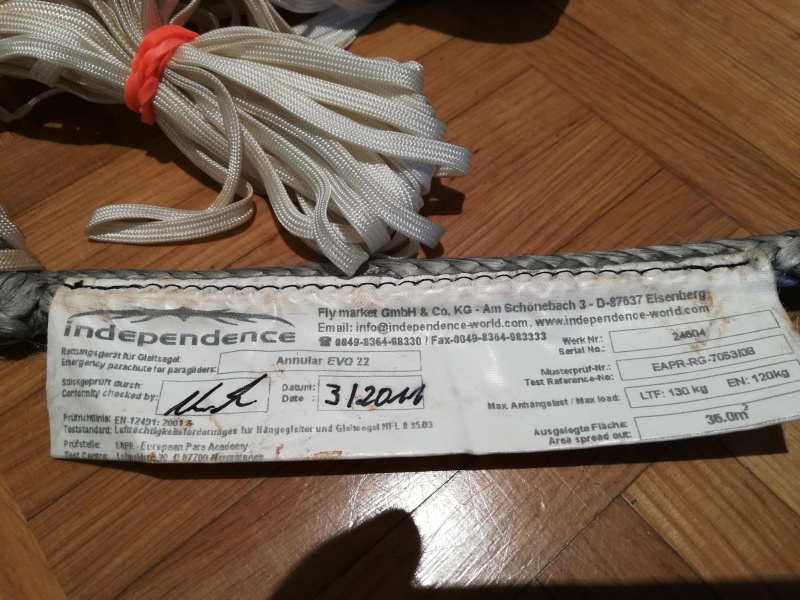 independence
Fly market GmbH & Co. KG - Am Schönebach 3 - D-87637 Eisenberg
Email: info@independence-world.com, www.independence-world.com
☎ 0049-8364-98330 / Fax-0049-8364-983333
Rettungsgerät für Gleitsegel:
Emergency parachute for paragliders:
Annular EVO 22
Werk Nr.:
Serial No.:
24604
Stückgeprüft durch:
Conformity checked by:
Datum:
Date :
Musterprüf-Nr.:
Test Reference-No:
EAPR-RG-7053/08
Max. Anhängelast / Max load:
LTF: 130 kg EN: 120kg
Prüfrichtlinie: EN-12491:2001 &
Teststandard: Lufttüchtigkeitsforderungen für Hängegleiter und Gleitsegel NFL II 35/03
Ausgelegte Fläche:
Area spread out:
35.0m²
Prüfstelle: EAPR - European Para Academy
Test Centre: